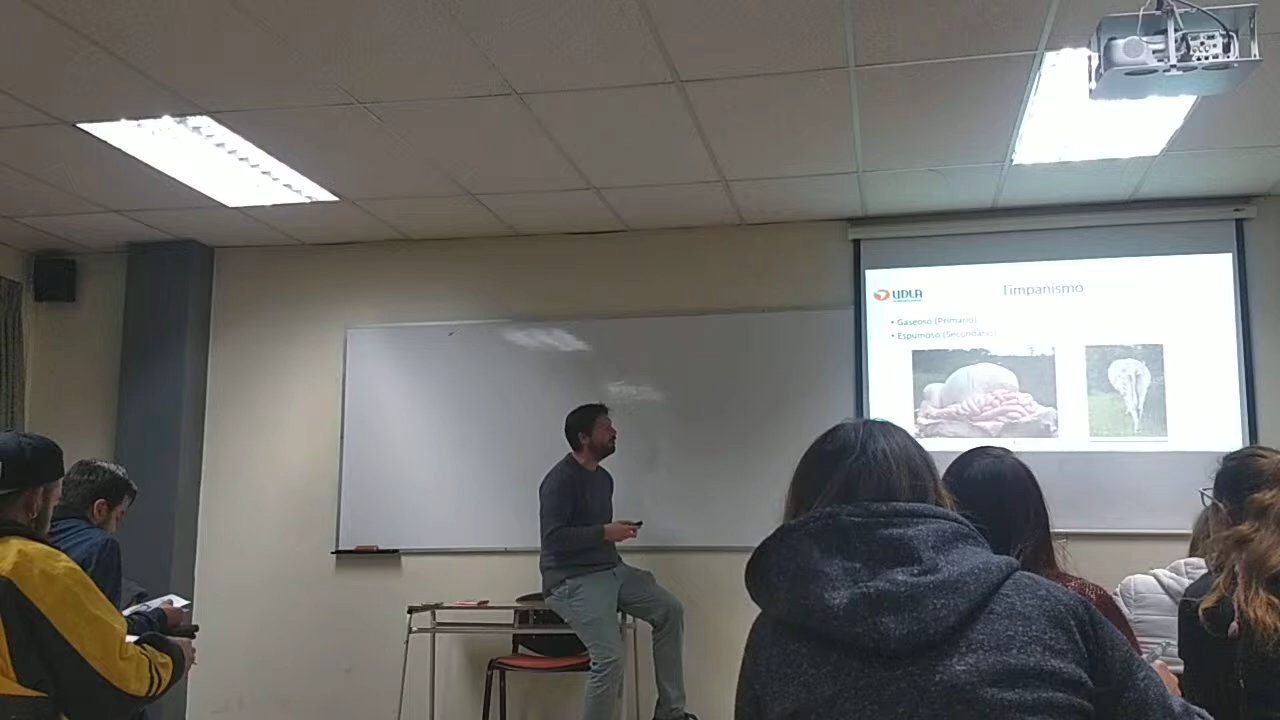 UDLA
Timpanismo
• Gaseoso (Primario)
• Espumoso (Secundario)